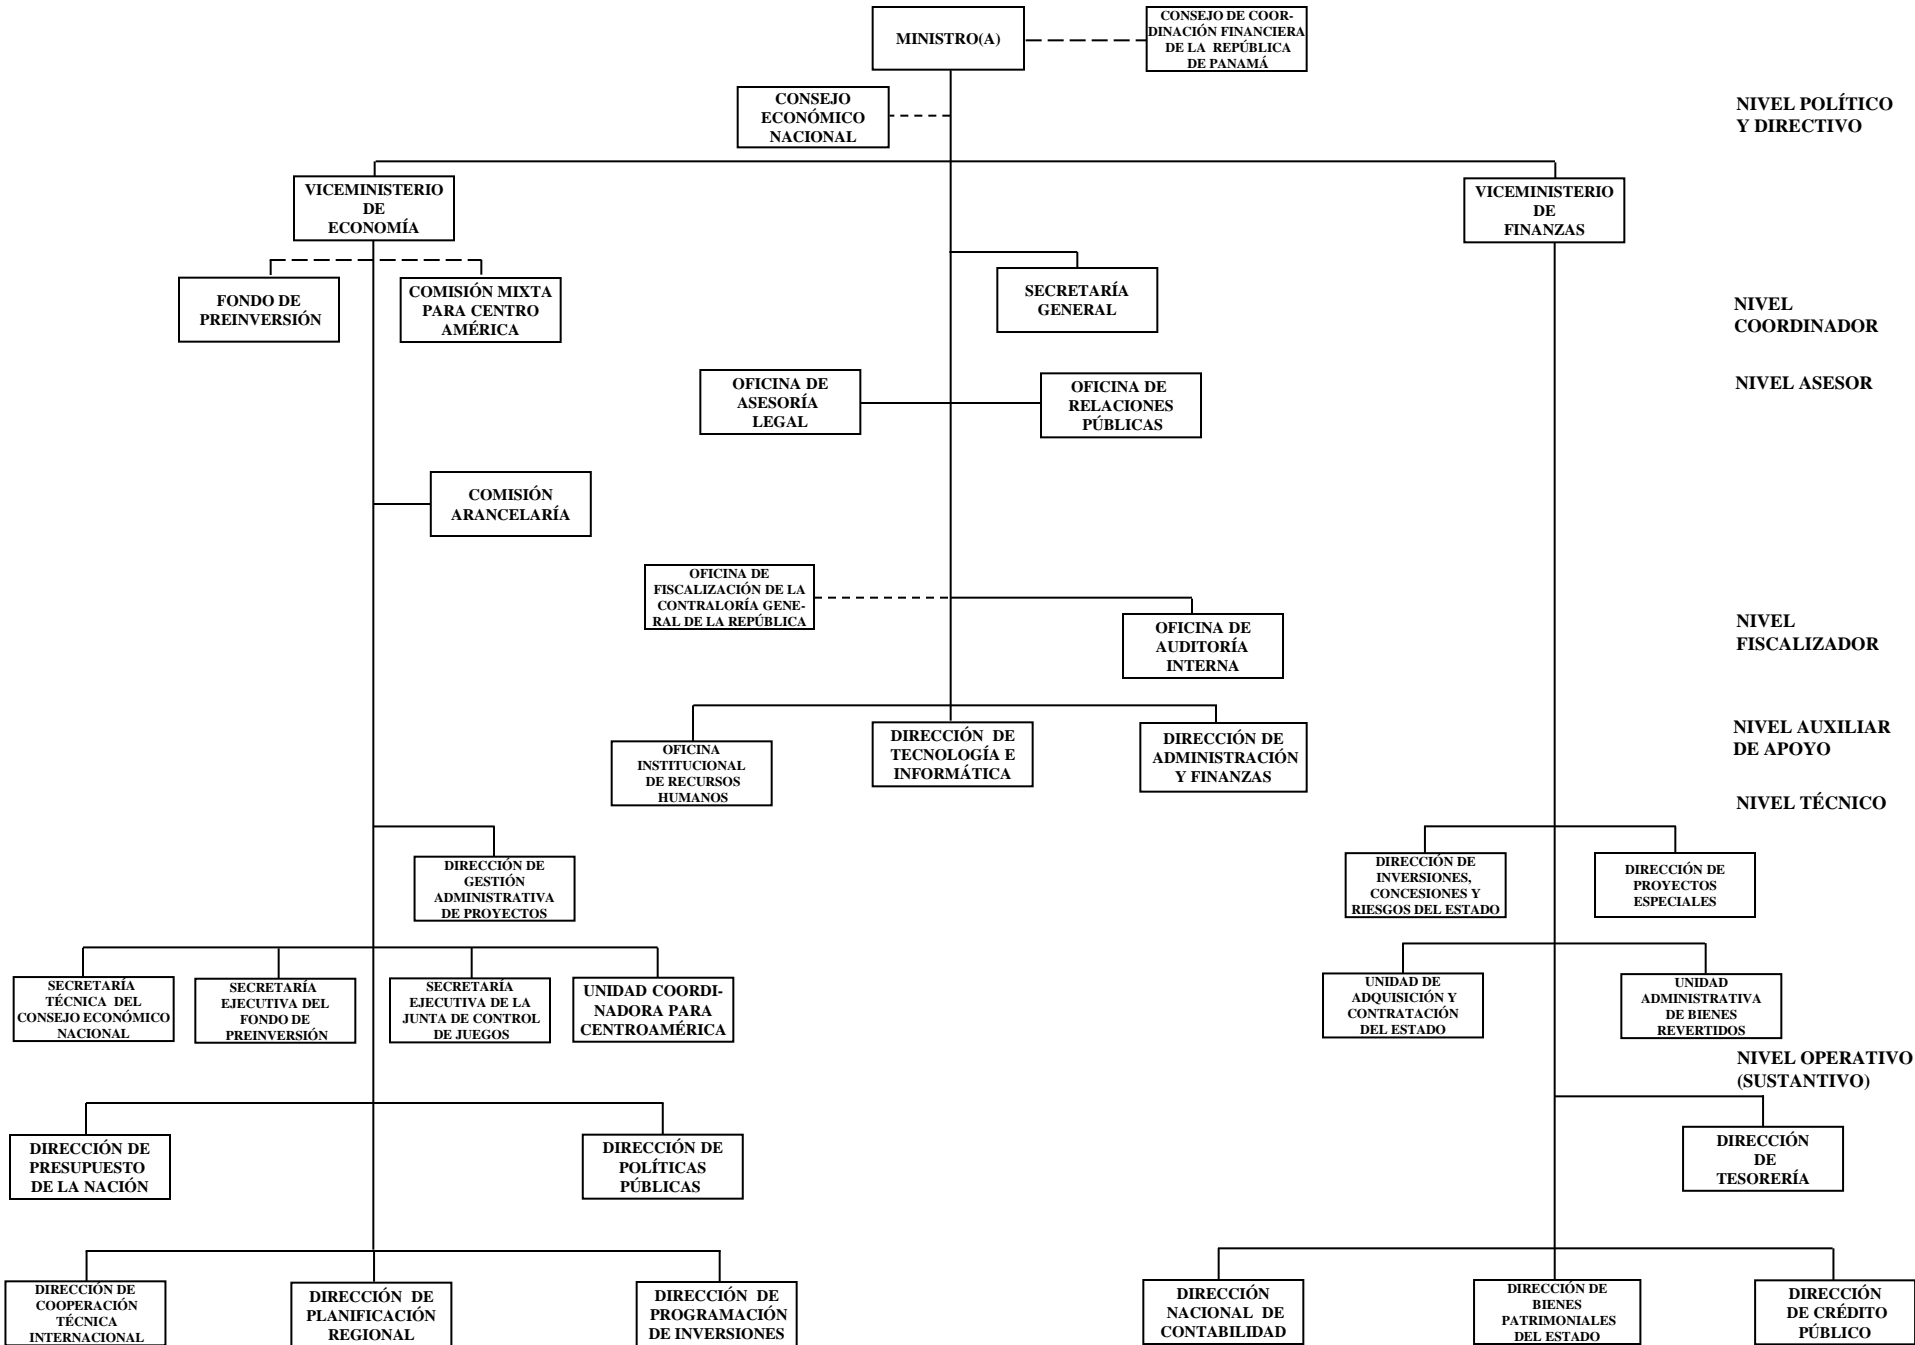 MINISTRO(A)
CONSEJO DE COOR-
DINACIÓN FINANCIERA
DE LA REPÚBLICA
DE PANAMÁ
CONSEJO
ECONÓMICO
NACIONAL
NIVEL POLÍTICO
Y DIRECTIVO
VICEMINISTERIO
DE
ECONOMÍA
VICEMINISTERIO
DE
FINANZAS
FONDO DE
PREINVERSIÓN
COMISIÓN MIXTA
PARA CENTRO
AMÉRICA
SECRETARÍA
GENERAL
NIVEL
COORDINADOR
OFICINA DE
ASESORÍA
LEGAL
OFICINA DE
RELACIONES
PÚBLICAS
NIVEL ASESOR
COMISIÓN
ARANCELARÍA
OFICINA DE
FISCALIZACIÓN DE LA
CONTRALORÍA GENE-
RAL DE LA REPÚBLICA
OFICINA DE
AUDITORÍA
INTERNA
NIVEL
FISCALIZADOR
OFICINA
INSTITUCIONAL
DE RECURSOS
HUMANOS
DIRECCIÓN DE
TECNOLOGÍA E
INFORMÁTICA
DIRECCIÓN DE
ADMINISTRACIÓN
Y FINANZAS
NIVEL AUXILIAR
DE APOYO
NIVEL TÉCNICO
DIRECCIÓN DE
GESTIÓN
ADMINISTRATIVA
DE PROYECTOS
DIRECCIÓN DE
INVERSIONES,
CONCESIONES Y
RIESGOS DEL ESTADO
DIRECCIÓN DE
PROYECTOS
ESPECIALES
SECRETARÍA
TÉCNICA DEL
CONSEJO ECONÓMICO
NACIONAL
SECRETARÍA
EJECUTIVA DEL
FONDO DE
PREINVERSIÓN
SECRETARÍA
EJECUTIVA DE LA
JUNTA DE CONTROL
DE JUEGOS
UNIDAD COORDI-
NADORA PARA
CENTROAMÉRICA
UNIDAD DE
ADQUISICIÓN Y
CONTRATACIÓN
DEL ESTADO
UNIDAD
ADMINISTRATIVA
DE BIENES
REVERTIDOS
NIVEL OPERATIVO
(SUSTANTIVO)
DIRECCIÓN DE
PRESUPUESTO
DE LA NACIÓN
DIRECCIÓN DE
POLÍTICAS
PÚBLICAS
DIRECCIÓN
DE
TESORERÍA
DIRECCIÓN DE
COOPERACIÓN
TÉCNICA
INTERNACIONAL
DIRECCIÓN DE
PLANIFICACIÓN
REGIONAL
DIRECCIÓN DE
PROGRAMACIÓN
DE INVERSIONES
DIRECCIÓN
NACIONAL DE
CONTABILIDAD
DIRECCIÓN DE
BIENES
PATRIMONIALES
DEL ESTADO
DIRECCIÓN
DE CRÉDITO
PÚBLICO